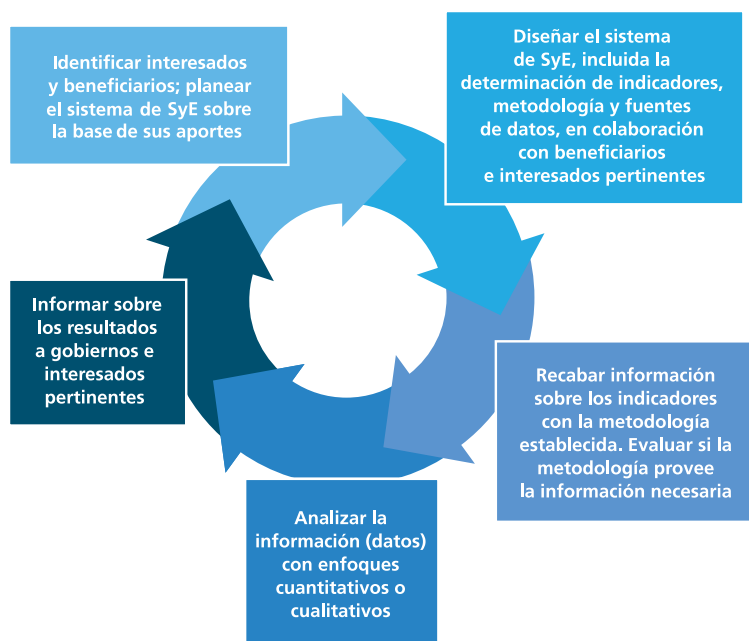 Identificar interesados
y beneficiarios; planear
el sistema de SyE sobre
la base de sus aportes
Diseñar el sistema
de SyE, incluida la
determinación de indicadores,
metodología y fuentes
de datos, en colaboración
con beneficiarios
e interesados pertinentes
Recabar información
sobre los indicadores
con la metodología
establecida. Evaluar si la
metodología provee
la información necesaria
Analizar la
información (datos)
con enfoques
cuantitativos o
cualitativos
Informar sobre
los resultados
a gobiernos e
interesados
pertinentes